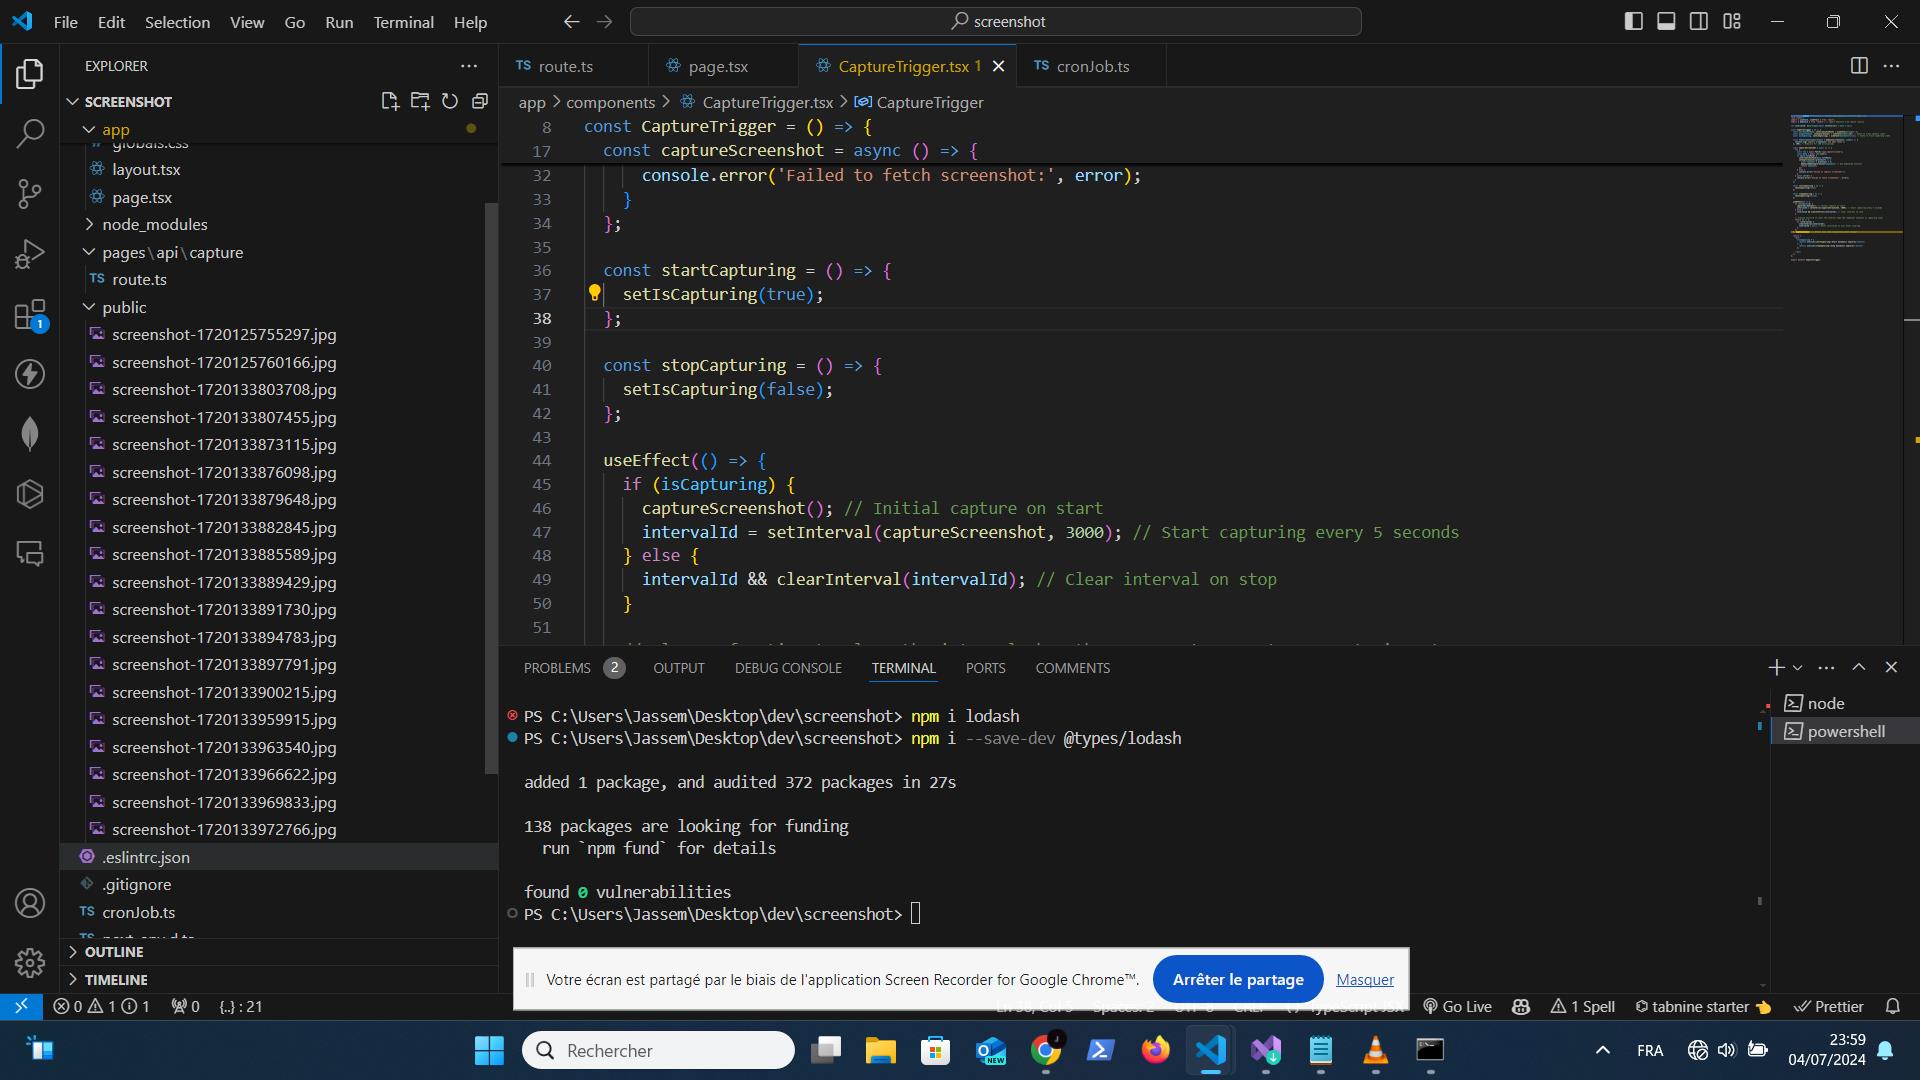 File Edit Selection View Go Run Terminal Help
screenshot
EXPLORER
SCREENSHOT
app
globals.css
layout.tsx
page.tsx
node_modules
pages\api\capture
TS route.ts
public
screenshot-1720125755297.jpg
screenshot-1720125760166.jpg
screenshot-1720133803708.jpg
screenshot-1720133807455.jpg
screenshot-1720133873115.jpg
screenshot-1720133876098.jpg
screenshot-1720133879648.jpg
screenshot-1720133882845.jpg
screenshot-1720133885589.jpg
screenshot-1720133889429.jpg
screenshot-1720133891730.jpg
screenshot-1720133894783.jpg
screenshot-1720133897791.jpg
screenshot-1720133900215.jpg
screenshot-1720133959915.jpg
screenshot-1720133963540.jpg
screenshot-1720133966622.jpg
screenshot-1720133969833.jpg
screenshot-1720133972766.jpg
.eslintrc.json
.gitignore
TS cronJob.ts
OUTLINE
TIMELINE
TS route.ts page.tsx CaptureTrigger.tsx 1 TS cronJob.ts
app > components > CaptureTrigger.tsx > CaptureTrigger
8 const CaptureTrigger = () => {
17 const captureScreenshot = async () => {
32 console.error('Failed to fetch screenshot:', error);
33 }
34 };
35
36 const startCapturing = () => {
37 setIsCapturing(true);
38 };
39
40 const stopCapturing = () => {
41 setIsCapturing(false);
42 };
43
44 useEffect(() => {
45 if (isCapturing) {
46 captureScreenshot(); // Initial capture on start
47 intervalId = setInterval(captureScreenshot, 3000); // Start capturing every 5 seconds
48 } else {
49 intervalId && clearInterval(intervalId); // Clear interval on stop
50 }
51
PROBLEMS 2 OUTPUT DEBUG CONSOLE TERMINAL PORTS COMMENTS
PS C:\Users\Jassem\Desktop\dev\screenshot> npm i lodash
PS C:\Users\Jassem\Desktop\dev\screenshot> npm i --save-dev @types/lodash
added 1 package, and audited 372 packages in 27s
138 packages are looking for funding
run `npm fund` for details
found 0 vulnerabilities
PS C:\Users\Jassem\Desktop\dev\screenshot>
node
powershell
Votre écran est partagé par le biais de l'application Screen Recorder for Google Chrome™. Arrêter le partage Masquer
0 1 1 0 {..} : 21 Go Live 1 Spell tabnine starter Prettier
Rechercher
NEW
FRA
23:59
04/07/2024